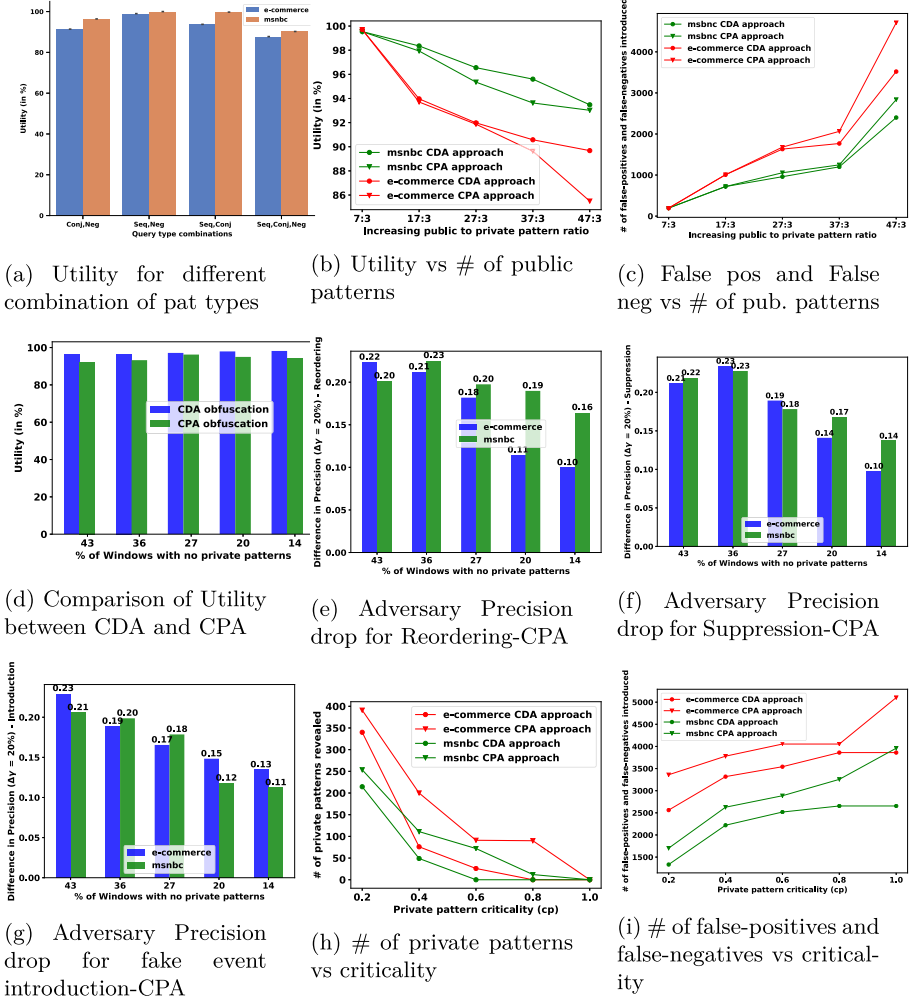 100
80
60
40
20
0
Utility (in %)
e-commerce
msnbc
Conj,Neg
Seq,Neg
Seq,Conj
Seq,Conj,Neg
Query type combinations
(a) Utility for different
combination of pat types
100
98
96
94
92
90
88
86
Utility (in %)
msnbc CDA approach
msnbc CPA approach
e-commerce CDA approach
e-commerce CPA approach
7:3
17:3
27:3
37:3
47:3
Increasing public to private pattern ratio
(b) Utility vs # of public
patterns
4000
3000
2000
1000
0
# of false-positives and false-negatives introduced
msbnc CDA approach
msbnc CPA approach
e-commerce CDA approach
e-commerce CPA approach
7:3
17:3
27:3
37:3
47:3
Increasing public to private pattern ratio
(c) False pos and False
neg vs # of pub. patterns
100
80
60
40
20
0
Utility (in %)
CDA obfuscation
CPA obfuscation
43
36
27
20
14
% of Windows with no private patterns
(d) Comparison of Utility
between CDA and CPA
0.20
0.15
0.10
0.05
0.00
Difference in Precision (Δγ = 20%) - Reordering
0.22
0.20
0.21
0.23
0.18
0.20
0.11
0.19
0.10
0.16
e-commerce
msnbc
43
36
27
20
14
% of Windows with no private patterns
(e) Adversary Precision
drop for Reordering-CPA
0.20
0.15
0.10
0.05
0.00
Difference in Precision (Δγ = 20%) - Suppression
0.21
0.22
0.23
0.23
0.19
0.18
0.14
0.17
0.10
0.14
e-commerce
msnbc
43
36
27
20
14
% of Windows with no private patterns
(f) Adversary Precision
drop for Suppression-CPA
0.20
0.15
0.10
0.05
0.00
Difference in Precision (Δγ = 20%) - Introduction
0.23
0.21
0.19
0.20
0.17
0.18
0.15
0.12
0.13
0.11
e-commerce
msnbc
43
36
27
20
14
% of Windows with no private patterns
(g) Adversary Precision
drop for fake event
introduction-CPA
400
350
300
250
200
150
100
50
0
# of private patterns revealed
e-commerce CDA approach
e-commerce CPA approach
msnbc CDA approach
msnbc CPA approach
0.2
0.4
0.6
0.8
1.0
Private pattern criticality (cp)
(h) # of private patterns
vs criticality
5000
4500
4000
3500
3000
2500
2000
1500
# of false-positives and false-negatives introduced
e-commerce CDA approach
e-commerce CPA approach
msbnc CDA approach
msbnc CPA approach
0.2
0.4
0.6
0.8
1.0
Private pattern criticality (cp)
(i) # of false-positives and
false-negatives vs critical-
ity